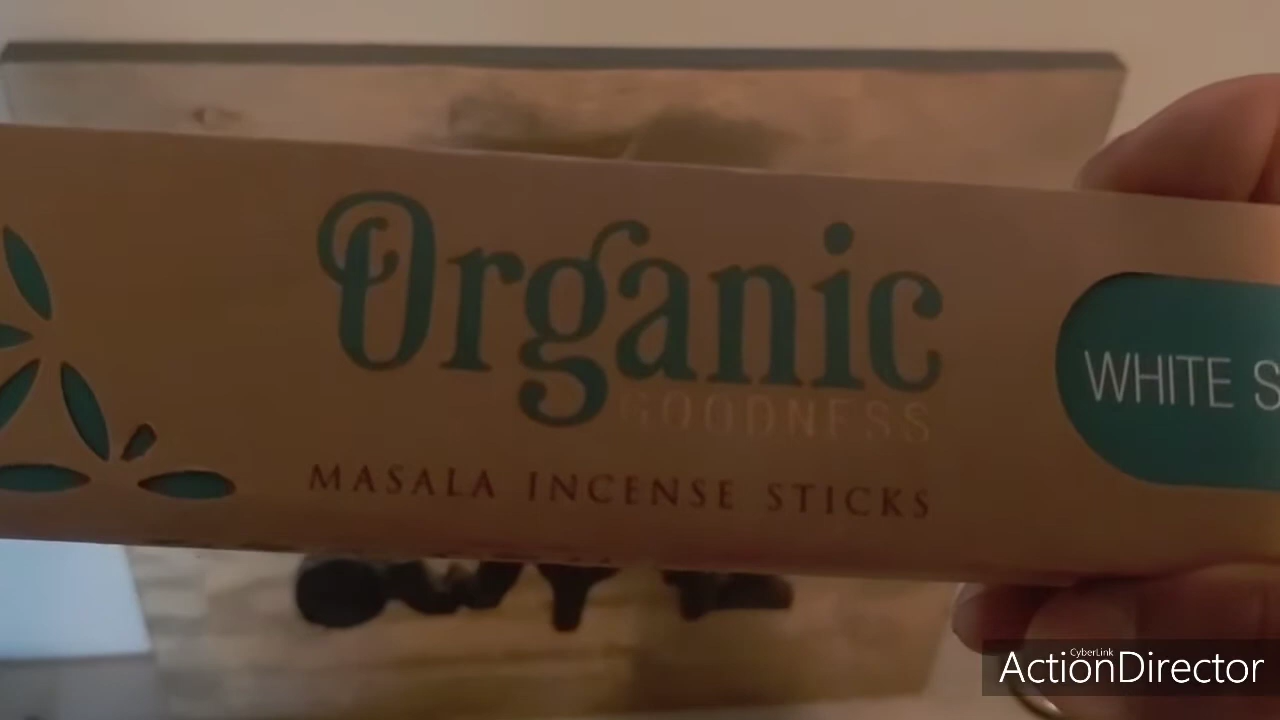 Organic
GOODNESS
MASALA INCENSE STICKS
WHITE S
CyberLink
ActionDirector